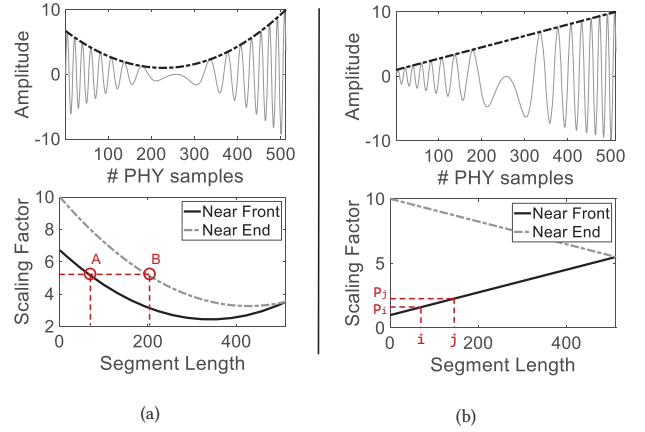 10
0
-10
Amplitude
100 200 300 400 500
# PHY samples
10
8
6
4
2
Scaling Factor
Near Front
Near End
A
B
0 200 400
Segment Length
(a)
10
0
-10
Amplitude
100 200 300 400 500
# PHY samples
10
5
0
Scaling Factor
Near Front
Near End
Pj
Pi
i
j
0 200 400
Segment Length
(b)